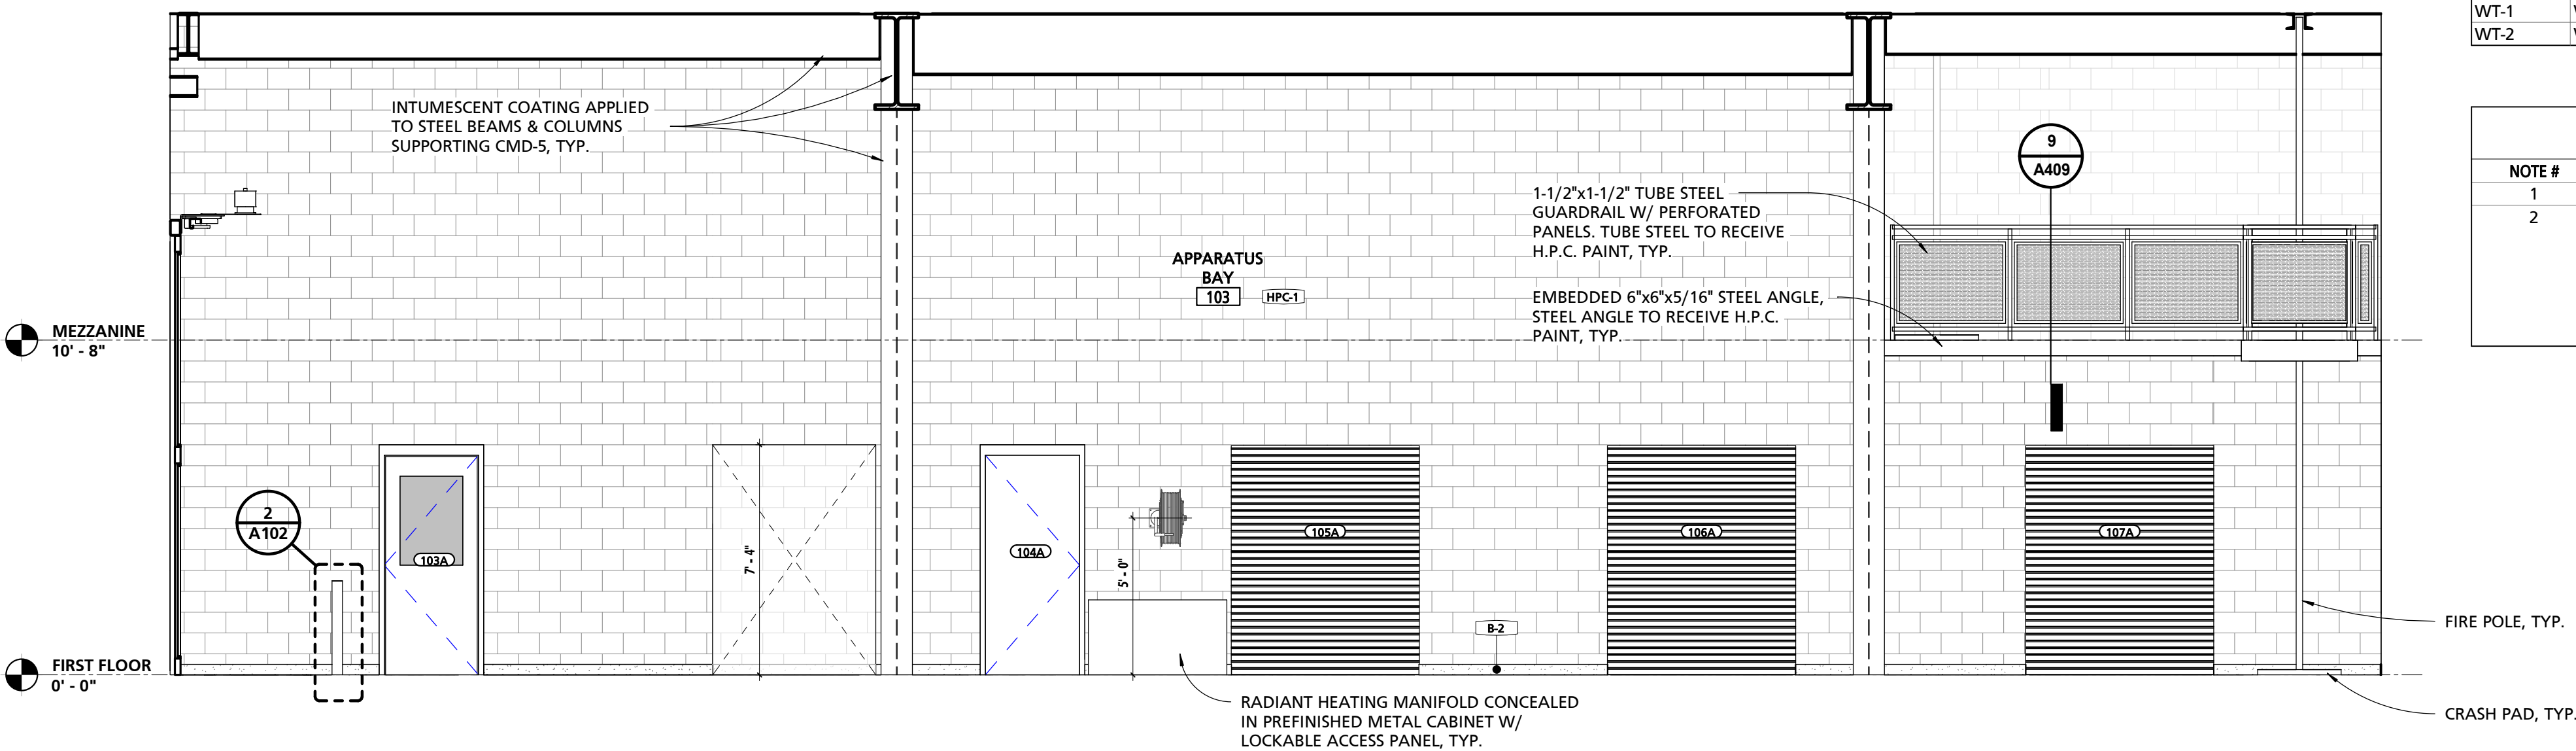 WT-1
WT-2
NOTE #
1
2
INTUMESCENT COATING APPLIED
TO STEEL BEAMS & COLUMNS
SUPPORTING CMD-5, TYP.
9
A409
1-1/2"x1-1/2" TUBE STEEL
GUARDRAIL W/ PERFORATED
PANELS. TUBE STEEL TO RECEIVE
H.P.C. PAINT, TYP.
APPARATUS
BAY
103
HPC-1
EMBEDDED 6"x6"x5/16" STEEL ANGLE,
STEEL ANGLE TO RECEIVE H.P.C.
PAINT, TYP.
MEZZANINE
10' - 8"
2
A102
103A
7' - 4"
104A
5' - 0"
105A
106A
107A
B-2
FIRE POLE, TYP.
FIRST FLOOR
0' - 0"
RADIANT HEATING MANIFOLD CONCEALED
IN PREFINISHED METAL CABINET W/
LOCKABLE ACCESS PANEL, TYP.
CRASH PAD, TYP.